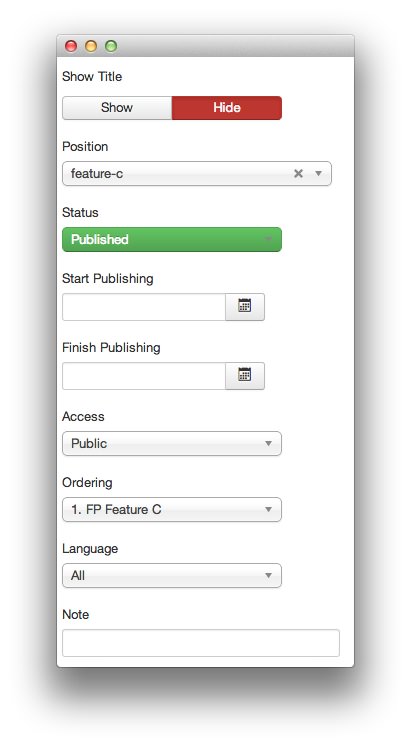 Show Title
Show Hide
Position
feature-c
Status
Published
Start Publishing
Finish Publishing
Access
Public
Ordering
1. FP Feature C
Language
All
Note